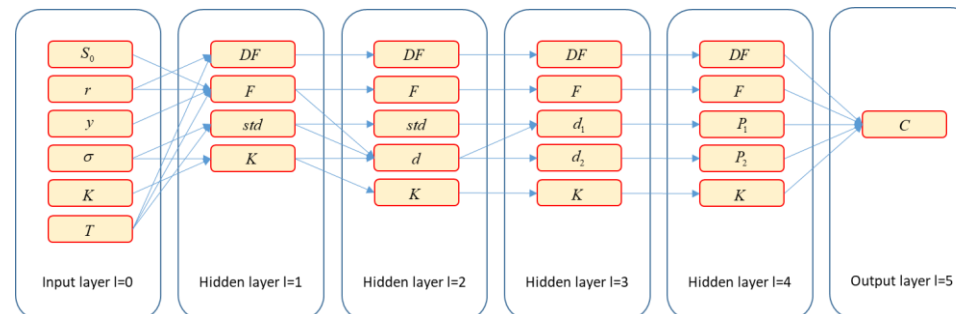 S₀
r
y
σ
K
T
Input layer l=0
DF
F
std
K
Hidden layer l=1
DF
F
std
d
K
Hidden layer l=2
DF
F
d₁
d₂
K
Hidden layer l=3
DF
F
P₁
P₂
K
Hidden layer l=4
C
Output layer l=5